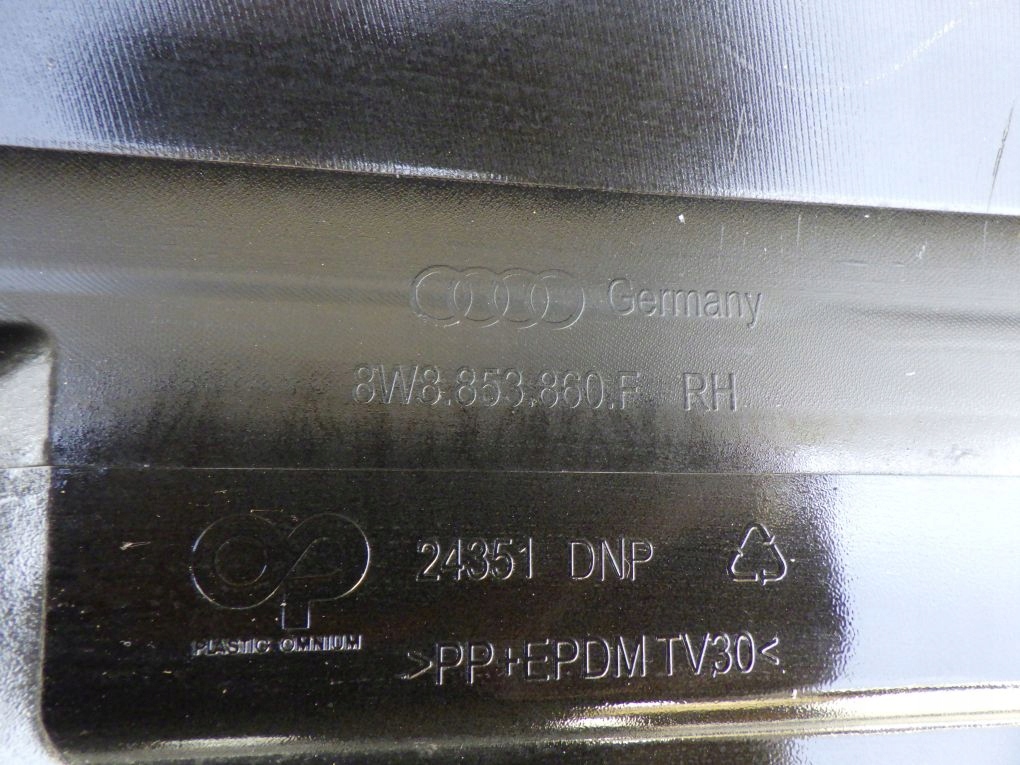 Germany
8W8.853.860.F RH
24351 DNP
PLASTIC OMNIUM
>PP+EPDM TV30<